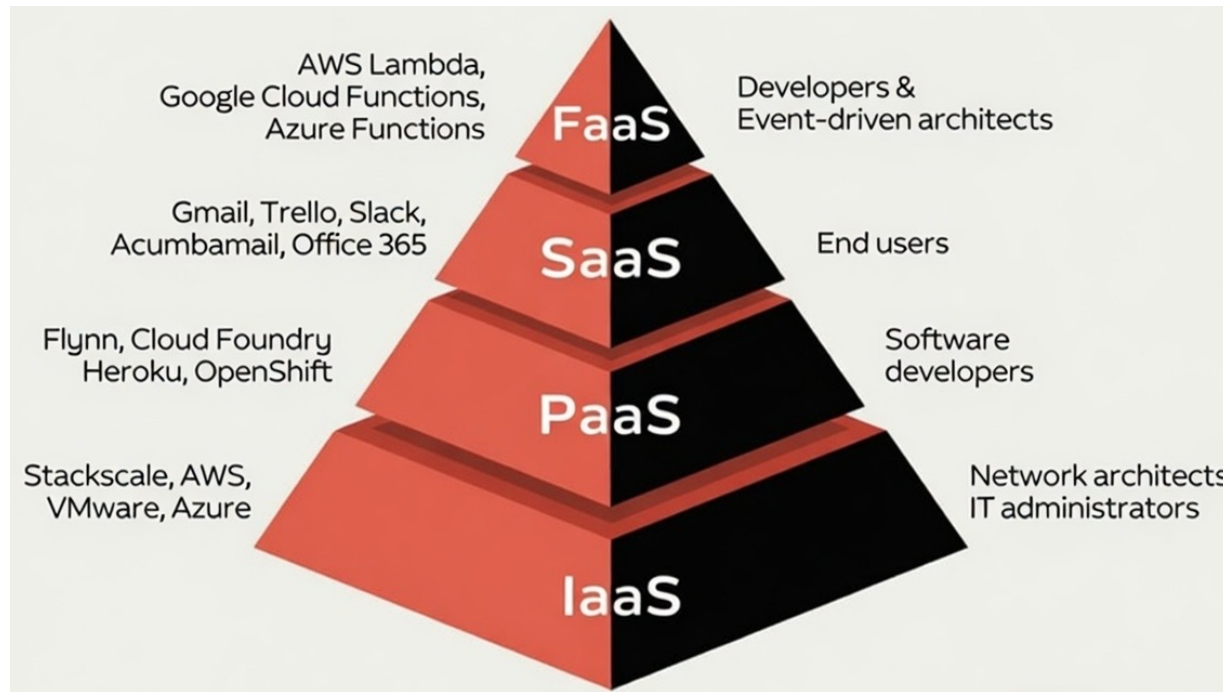 AWS Lambda,
Google Cloud Functions,
Azure Functions
FaaS
Developers &
Event-driven architects
Gmail, Trello, Slack,
Acumbamail, Office 365
SaaS
End users
Flynn, Cloud Foundry
Heroku, OpenShift
PaaS
Software
developers
Stackscale, AWS,
VMware, Azure
IaaS
Network architects
IT administrators